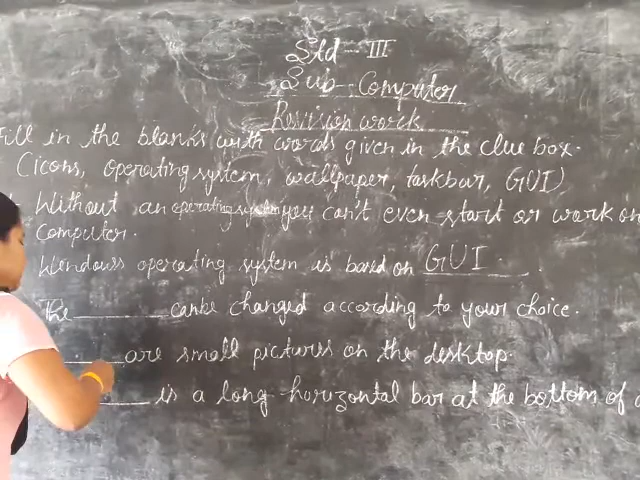 Std - III
Sub - Computer
Revision work
Fill in the blanks with words given in the clue box.
(icons, operating system, wallpaper, taskbar, GUI)
Without an operating system you can't even start or work on
computer.
Windows operating system is based on GUI.
The ________ can be changed according to your choice.
________ are small pictures on the desktop.
________ is a long horizontal bar at the bottom of